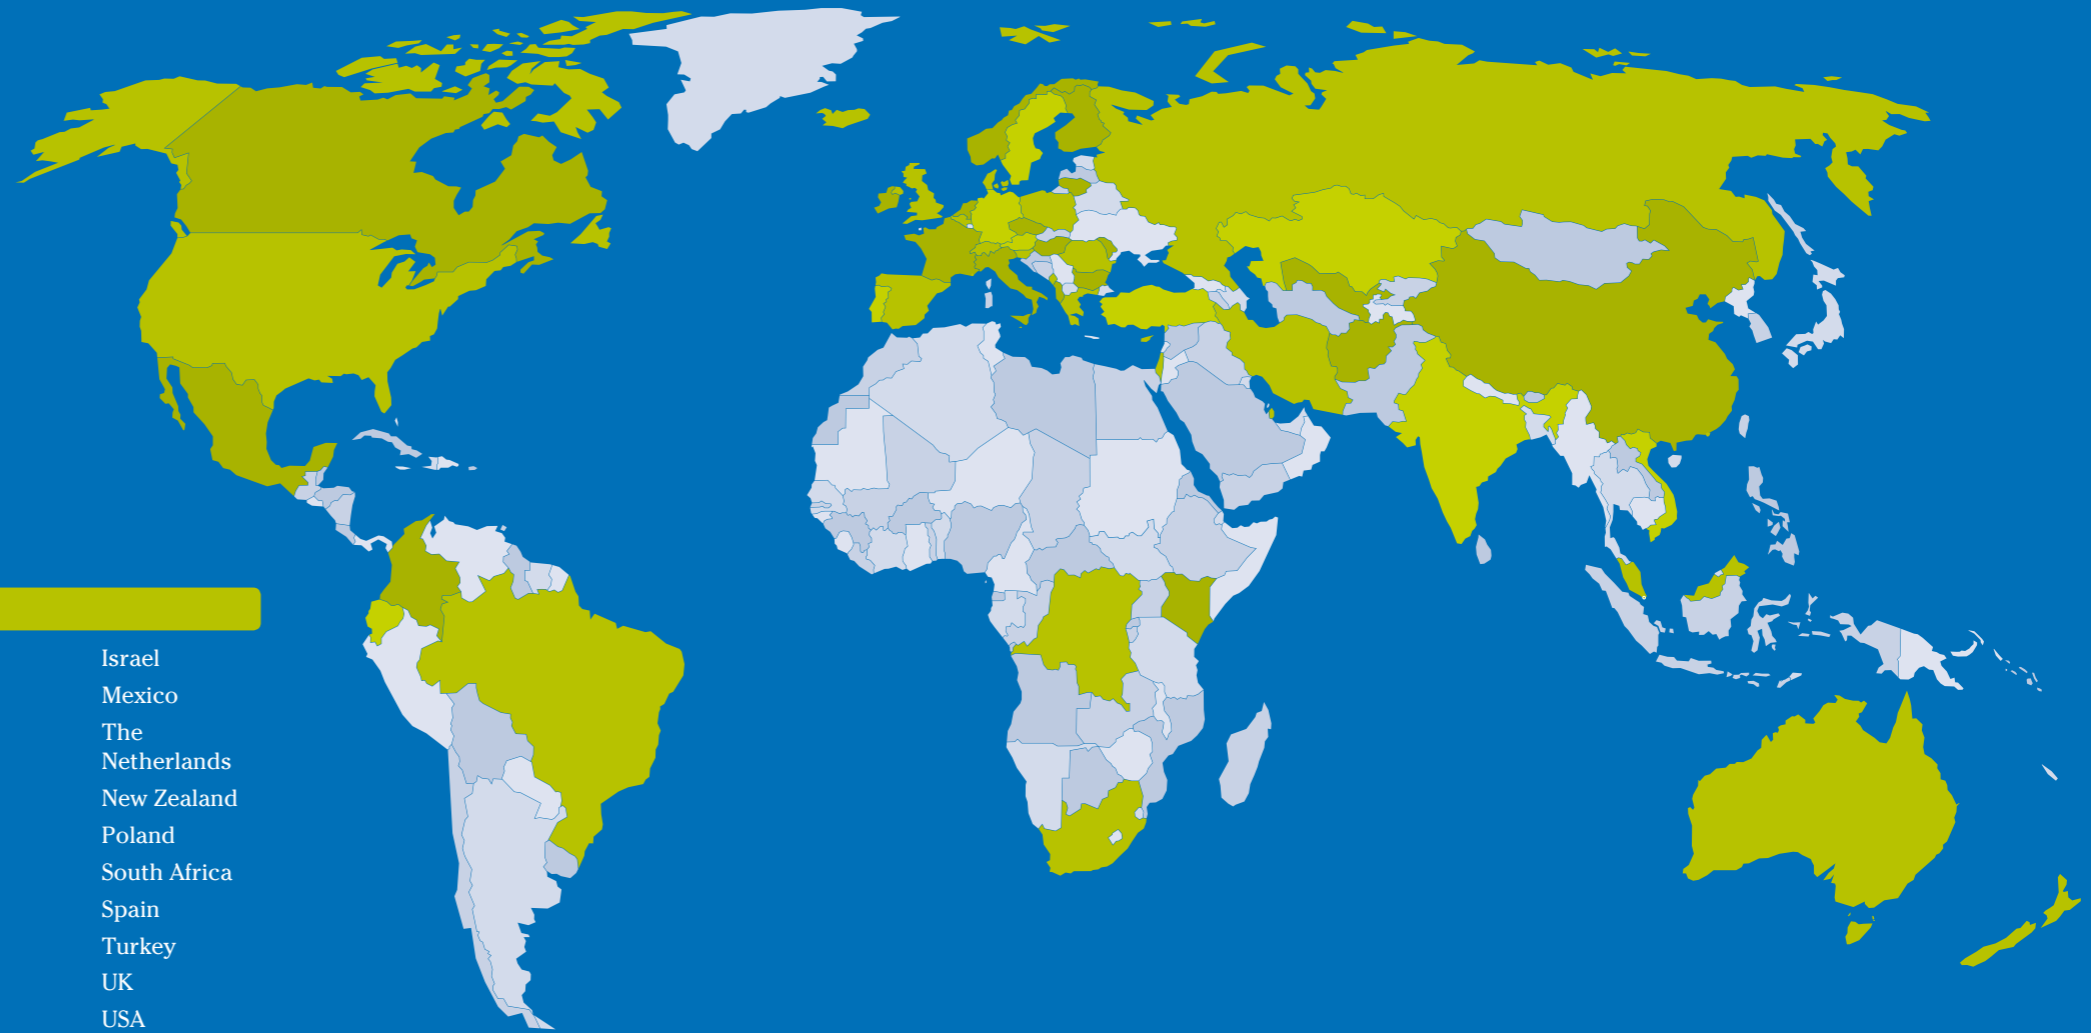 Israel
Mexico
The
Netherlands
New Zealand
Poland
South Africa
Spain
Turkey
UK
USA